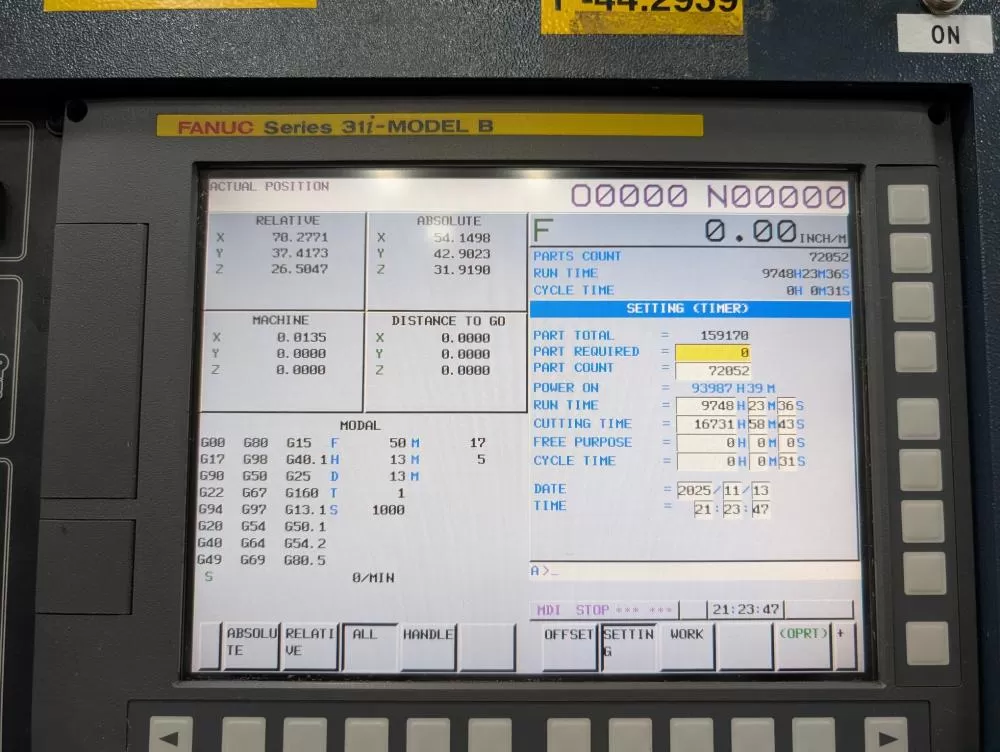 -44.2939
ON
FANUC Series 31i-MODEL B
ACTUAL POSITION
O0000 N00000
RELATIVE
X 70.2771
Y 37.4173
Z 26.5047
ABSOLUTE
X 54.1498
Y 42.9023
Z 31.9190
MACHINE
X 0.0135
Y 0.0000
Z 0.0000
DISTANCE TO GO
X 0.0000
Y 0.0000
Z 0.0000
MODAL
G00 G80 G15 F 50 M 17
G17 G98 G40.1 H 13 M 5
G90 G50 G25 D 13 M
G22 G67 G160 T 1
G94 G97 G13.1 S 1000
G20 G54 G50.1
G40 G64 G54.2
G49 G69 G80.5
S 0/MIN
F 0.00 INCH/M
PARTS COUNT 72052
RUN TIME 9748H23M36S
CYCLE TIME 0H 0M31S
SETTING (TIMER)
PART TOTAL = 159170
PART REQUIRED = 0
PART COUNT = 72052
POWER ON = 93987 H 39 M
RUN TIME = 9748 H 23 M 36 S
CUTTING TIME = 16731 H 58 M 43 S
FREE PURPOSE = 0 H 0 M 0 S
CYCLE TIME = 0 H 0 M 31 S
DATE = 2025/11/13
TIME = 21:23:47
A>_
MDI STOP *** *** 21:23:47
ABSOLU
TE
RELATI
VE
ALL
HANDLE
OFFSET
SETTIN
G
WORK
(OPRT)
+